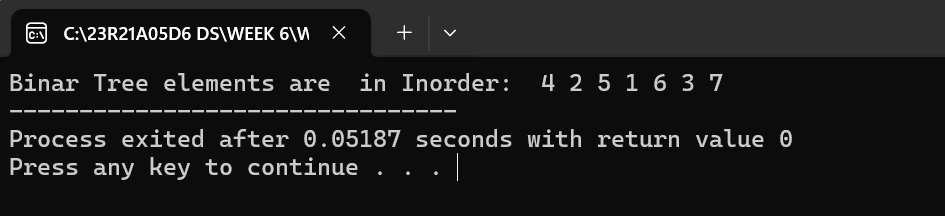 C:\23R21A05D6 DS\WEEK 6\W
Binar Tree elements are  in Inorder:  4 2 5 1 6 3 7
--------------------------------
Process exited after 0.05187 seconds with return value 0
Press any key to continue . . .